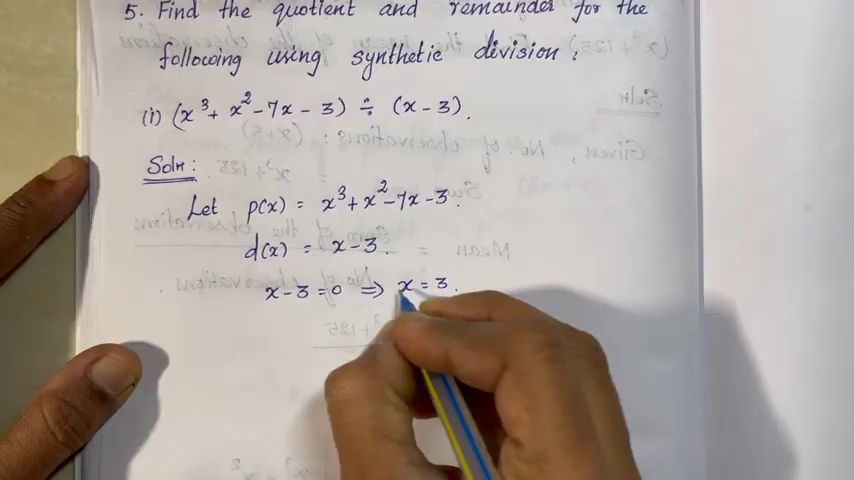 5. Find the quotient and remainder for the
following using synthetic division:
(i) (x³ + x² - 7x - 3) ÷ (x - 3).
Soln:
Let p(x) = x³ + x² - 7x - 3.
d(x) = x - 3.
x - 3 = 0 ⇒ x = 3.